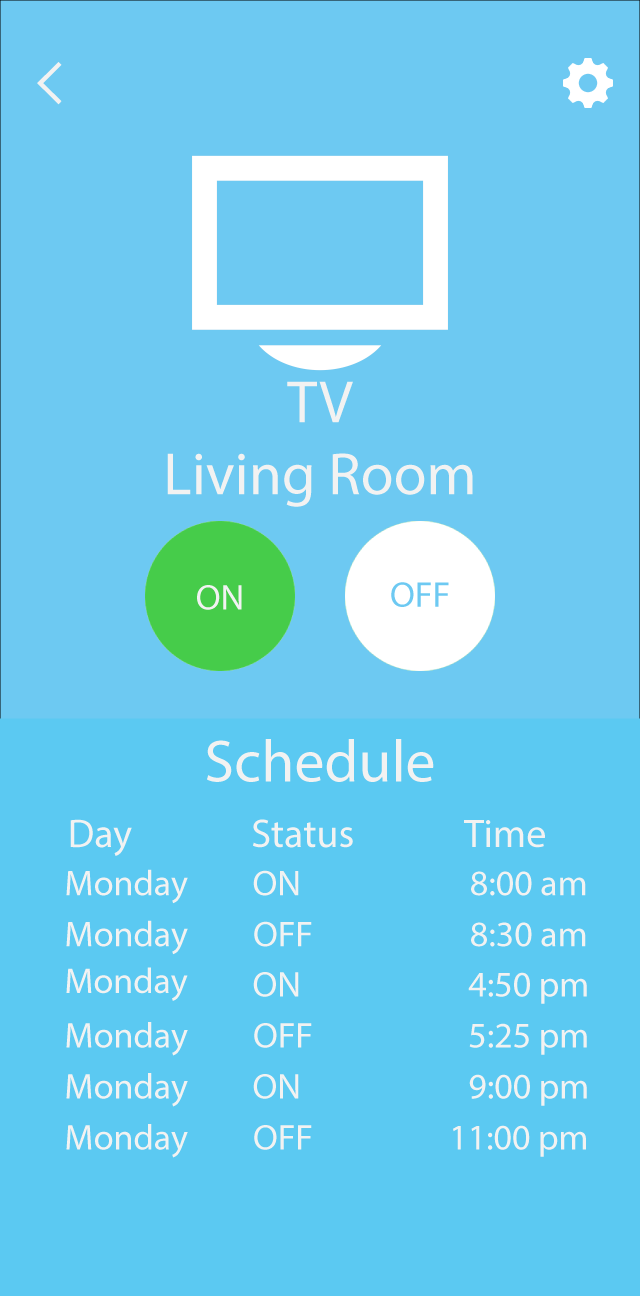 TV
Living Room
ON OFF
Schedule
Day Status Time
Monday ON 8:00 am
Monday OFF 8:30 am
Monday ON 4:50 pm
Monday OFF 5:25 pm
Monday ON 9:00 pm
Monday OFF 11:00 pm